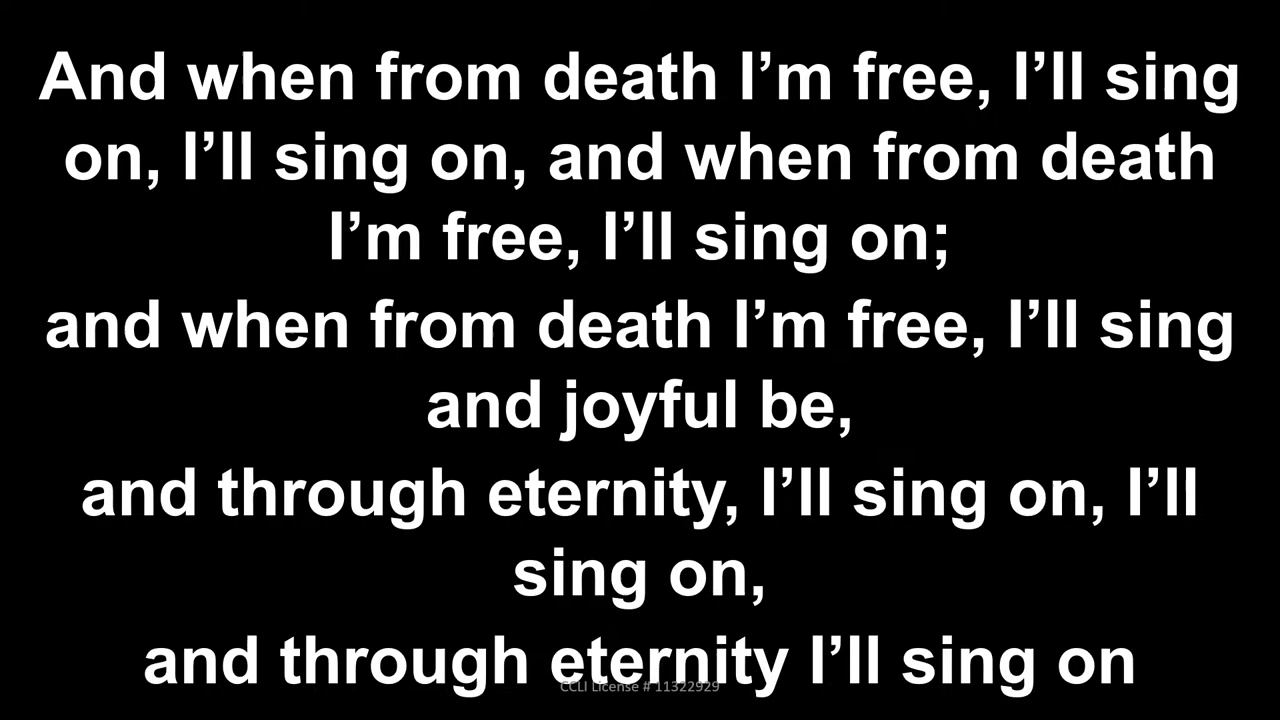 And when from death I’m free, I’ll sing
on, I’ll sing on, and when from death
I’m free, I’ll sing on;
and when from death I’m free, I’ll sing
and joyful be,
and through eternity, I’ll sing on, I’ll
sing on,
and through eternity I’ll sing on
CCLI License # 11322929